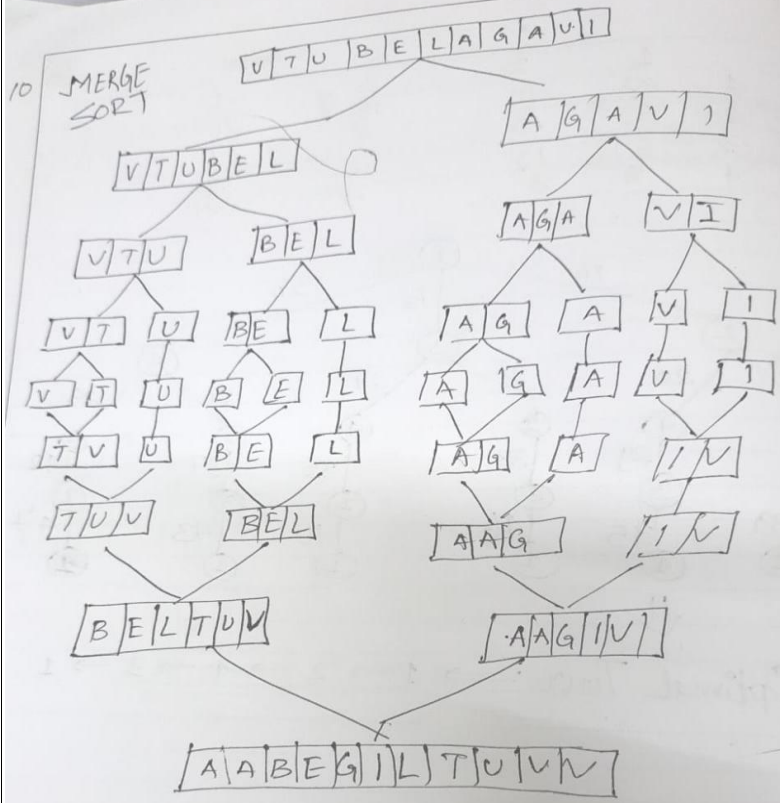 10 MERGE SORT
V T U B E L A G A V I
V T U B E L
A G A V I
V T U
B E L
A G A
V I
V T
U
B E
L
A G
A
V
I
V
T
U
B
E
L
A
G
A
V
I
T V
U
B E
L
A G
A
I V
T U V
B E L
A A G
I V
B E L T U V
A A G I V
A A B E G I L T U V V